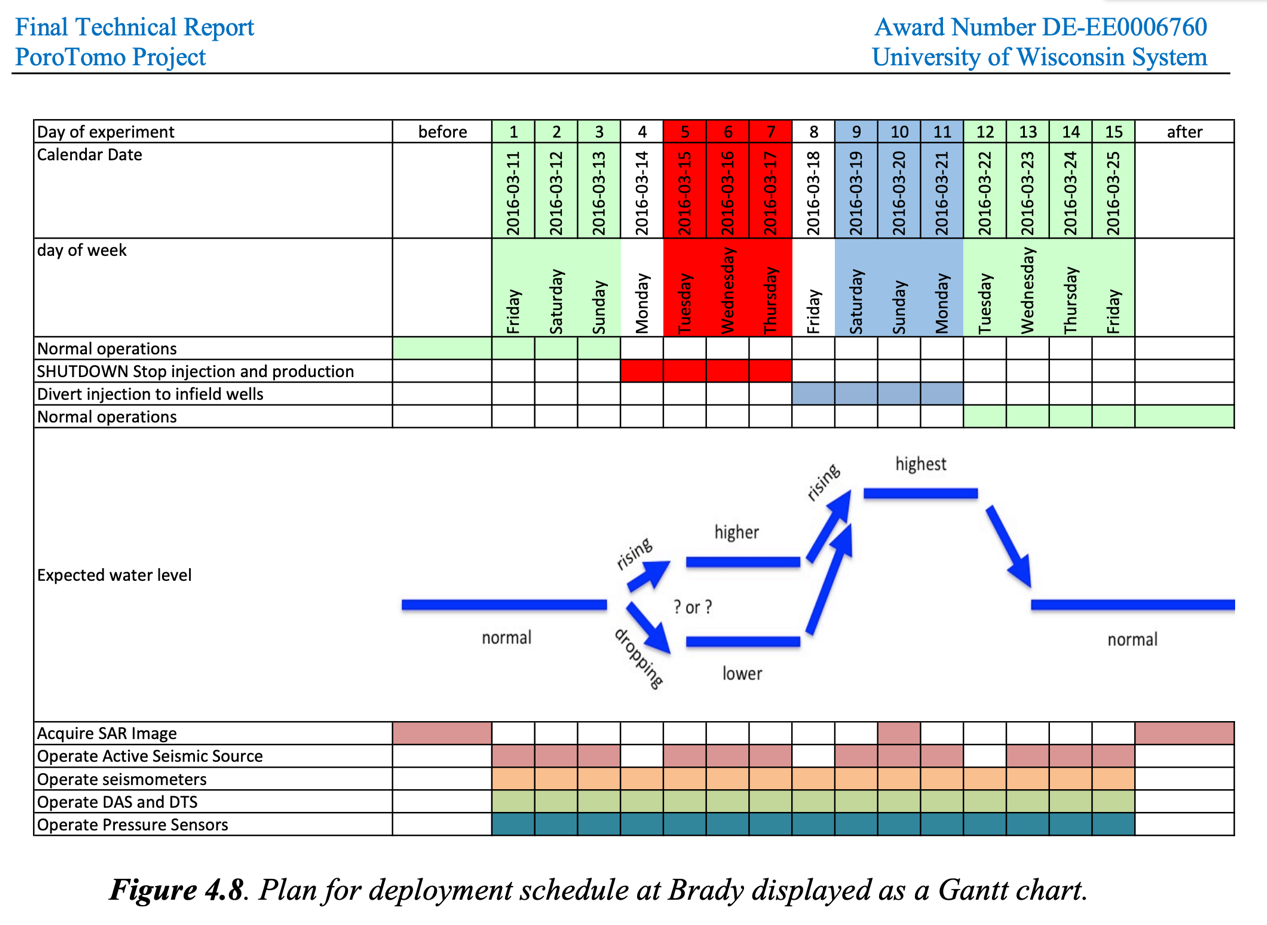 Final Technical Report Award Number DE-EE0006760
PoroTomo Project University of Wisconsin System
Day of experiment before 1 2 3 4 5 6 7 8 9 10 11 12 13 14 15 after
Calendar Date 2016-03-11 2016-03-12 2016-03-13 2016-03-14 2016-03-15 2016-03-16 2016-03-17 2016-03-18 2016-03-19 2016-03-20 2016-03-21 2016-03-22 2016-03-23 2016-03-24 2016-03-25
day of week Friday Saturday Sunday Monday Tuesday Wednesday Thursday Friday Saturday Sunday Monday Tuesday Wednesday Thursday Friday
Normal operations
SHUTDOWN Stop injection and production
Divert injection to infield wells
Normal operations
highest
rising
higher
rising
Expected water level
? or ?
normal
dropping
lower
normal
Acquire SAR Image
Operate Active Seismic Source
Operate seismometers
Operate DAS and DTS
Operate Pressure Sensors
Figure 4.8. Plan for deployment schedule at Brady displayed as a Gantt chart.